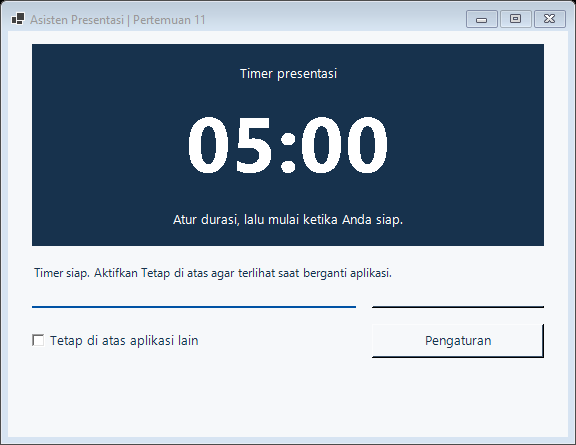 Asisten Presentasi | Pertemuan 11
Timer presentasi
05:00
Atur durasi, lalu mulai ketika Anda siap.
Timer siap. Aktifkan Tetap di atas agar terlihat saat berganti aplikasi.
Tetap di atas aplikasi lain
Pengaturan